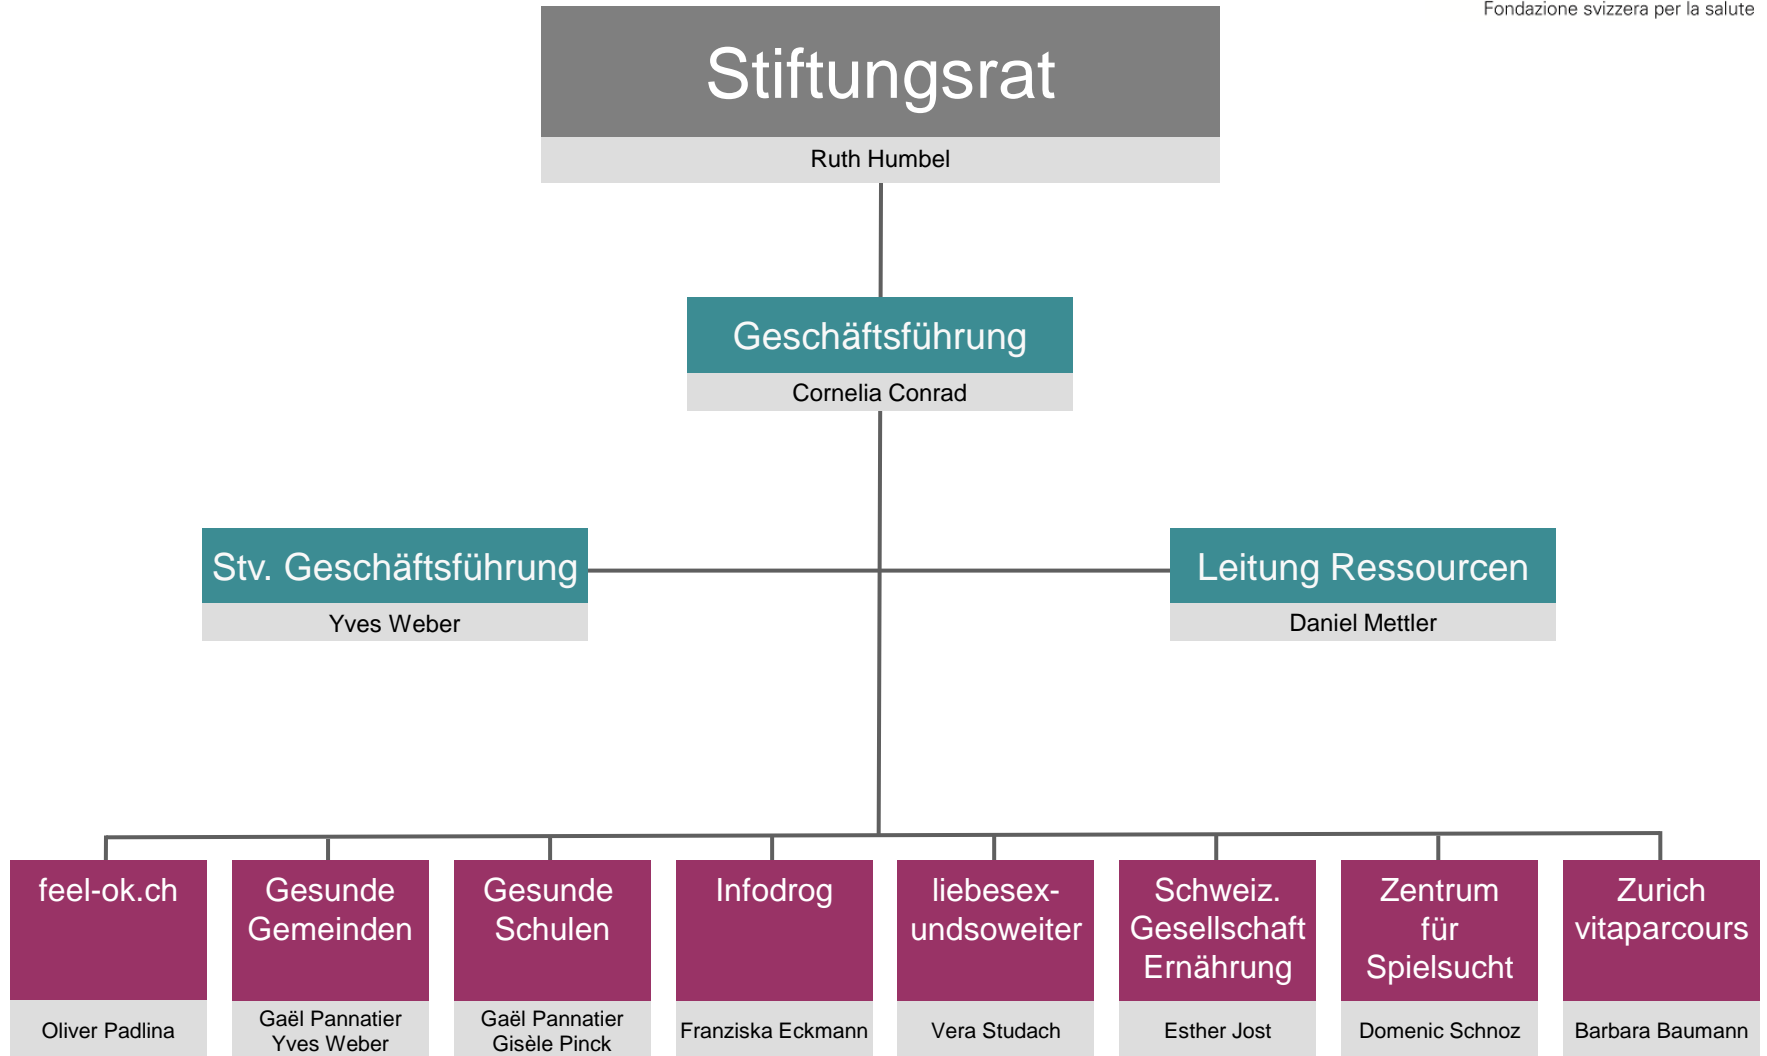 Fondazione svizzera per la salute
Stiftungsrat
Ruth Humbel
Geschäftsführung
Cornelia Conrad
Stv. Geschäftsführung
Yves Weber
Leitung Ressourcen
Daniel Mettler
feel-ok.ch
Oliver Padlina
Gesunde
Gemeinden
Gaël Pannatier
Yves Weber
Gesunde
Schulen
Gaël Pannatier
Gisèle Pinck
Infodrog
Franziska Eckmann
liebesex-
undsoweiter
Vera Studach
Schweiz.
Gesellschaft
Ernährung
Esther Jost
Zentrum
für
Spielsucht
Domenic Schnoz
Zurich
vitaparcours
Barbara Baumann